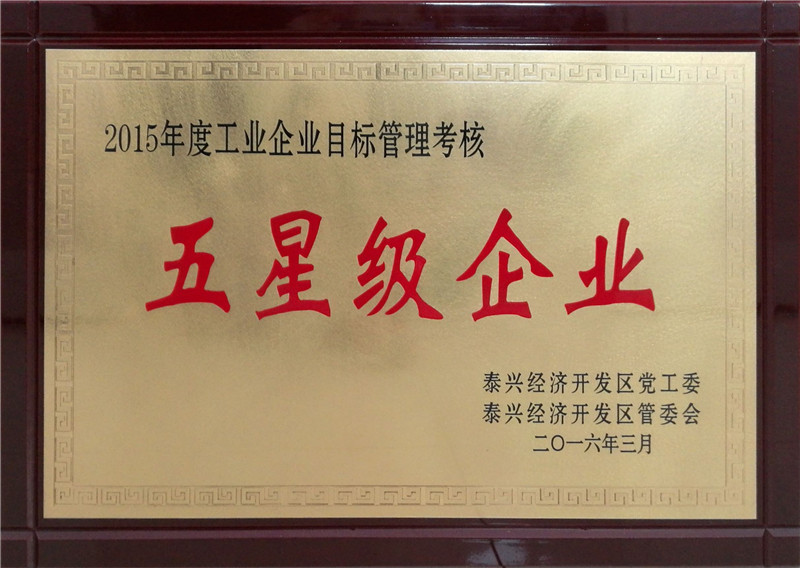 2015年度工业企业目标管理考核
五星级企业
泰兴经济开发区党工委
泰兴经济开发区管委会
二〇一六年三月